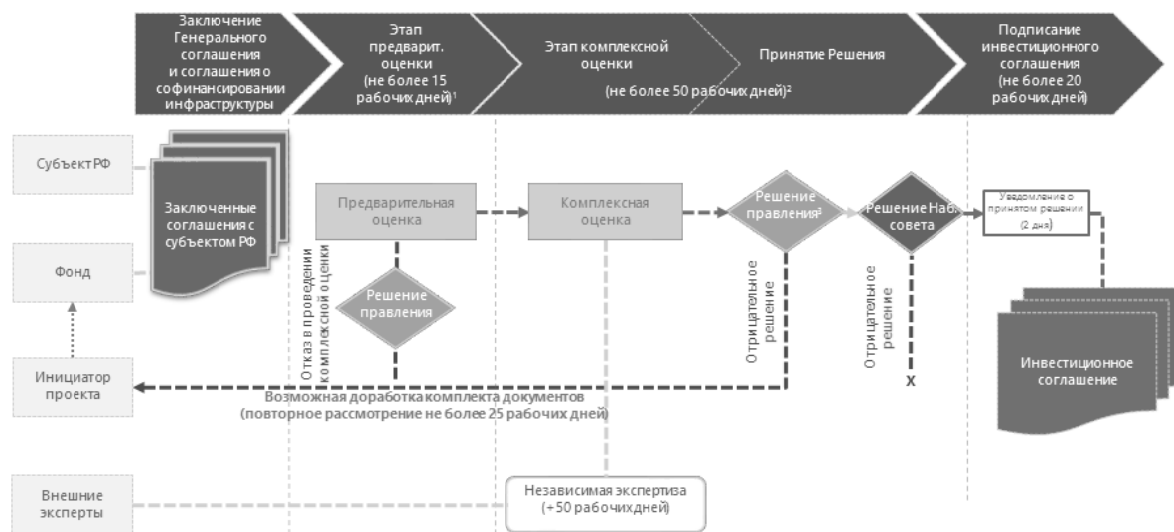 Заключение
Генерального
соглашения
и соглашения о
софинансировании
инфраструктуры
Этап
предварит.
оценки
(не более 15
рабочих дней)¹
Этап комплексной
оценки
Принятие Решения
(не более 50 рабочих дней)²
Подписание
инвестиционного
соглашения
(не более 20
рабочих дней)
Субъект РФ
Заключенные
соглашения с
субъектом РФ
Фонд
Инициатор
проекта
Внешние
эксперты
Предварительная
оценка
Решение
правления
Отказ в проведении
комплексной оценки
Комплексная
оценка
Решение
правления³
Отрицательное
решение
Решение Набл.
совета
Отрицательное
решение
X
Уведомление о
принятом решении
(2 дня)
Инвестиционное
соглашение
Возможная доработка комплекта документов
(повторное рассмотрение не более 25 рабочих дней)
Независимая экспертиза
(+50 рабочих дней)